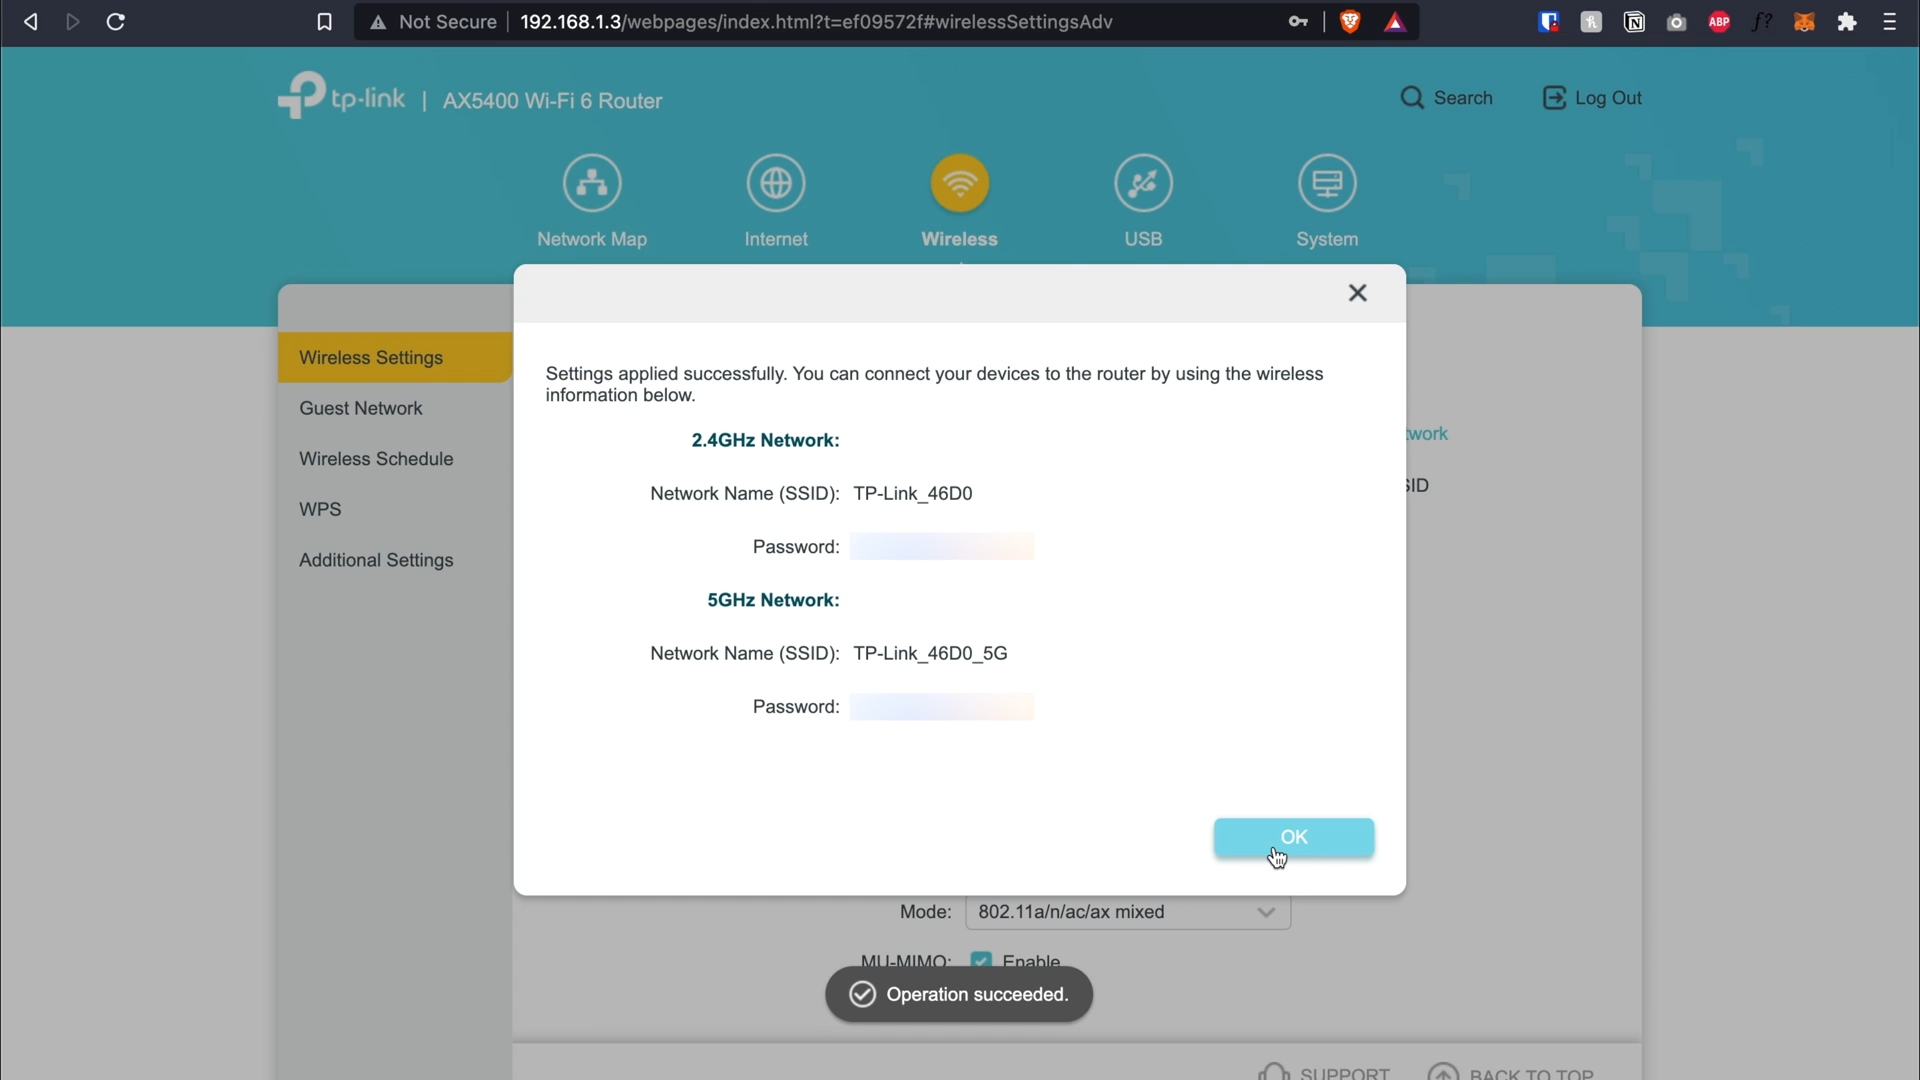 Not Secure 192.168.1.3/webpages/index.html?t=ef09572f#wirelessSettingsAdv ABP f?
tp-link | AX5400 Wi-Fi 6 Router
Search Log Out
Network Map Internet Wireless USB System
Wireless Settings
Guest Network
Wireless Schedule
WPS
Additional Settings
Settings applied successfully. You can connect your devices to the router by using the wireless
information below.
2.4GHz Network:
Network Name (SSID): TP-Link_46D0
Password:
5GHz Network:
Network Name (SSID): TP-Link_46D0_5G
Password:
OK
twork
SID
Mode: 802.11a/n/ac/ax mixed
MU-MIMO: Enable
Operation succeeded.
SUPPORT BACK TO TOP